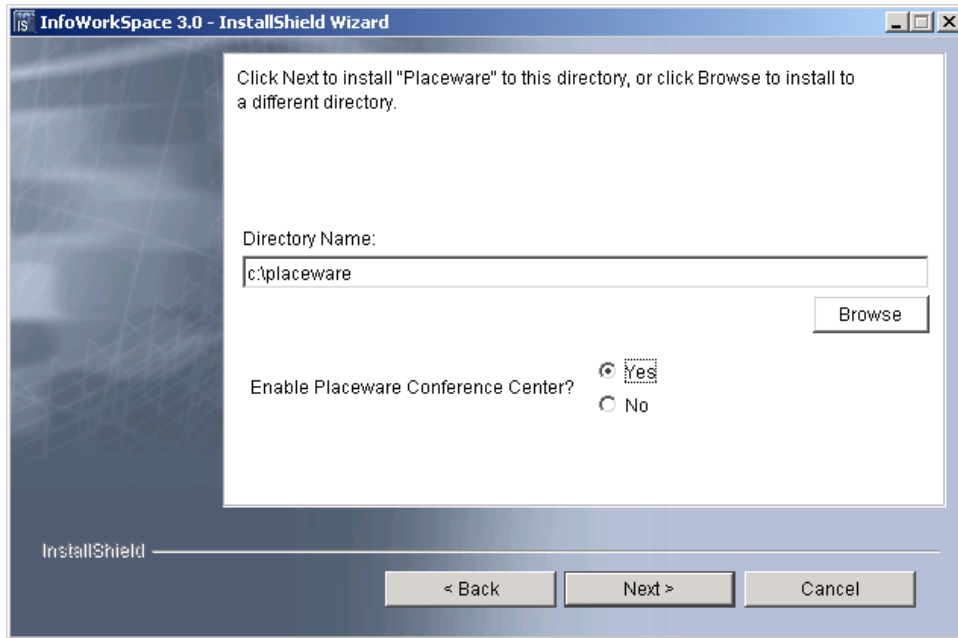 InfoWorkSpace 3.0 - InstallShield Wizard
Click Next to install "Placeware" to this directory, or click Browse to install to
a different directory.
Directory Name:
c:\placeware
Browse
Enable Placeware Conference Center?
Yes
No
InstallShield
< Back
Next >
Cancel